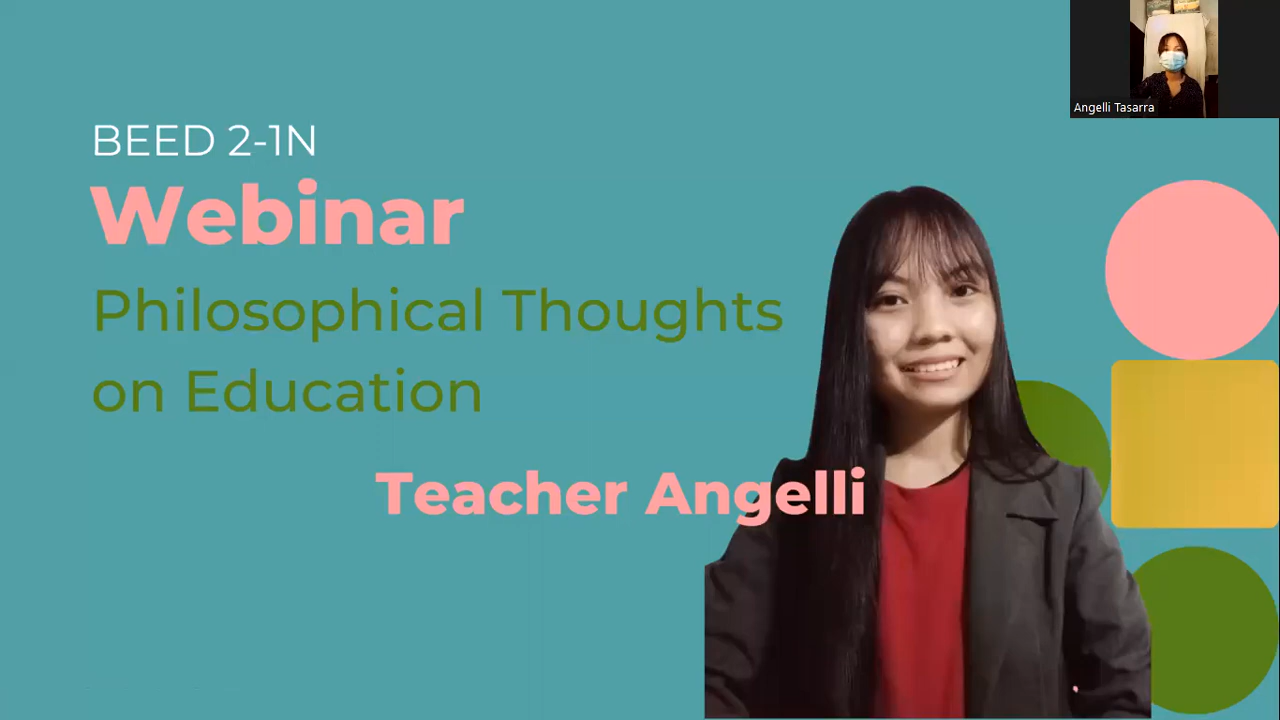 Angelli Tasarra
BEED 2-1N
Webinar
Philosophical Thoughts
on Education
Teacher Angelli